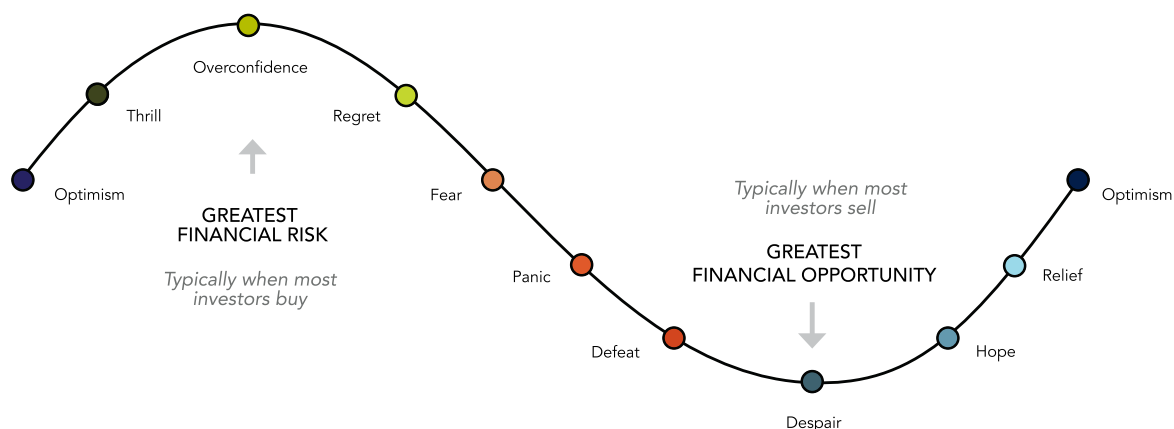 Overconfidence
Thrill
Regret
Optimism
Fear
GREATEST
FINANCIAL RISK
Typically when most
investors buy
Panic
Defeat
Typically when most
investors sell
GREATEST
FINANCIAL OPPORTUNITY
Despair
Hope
Relief
Optimism